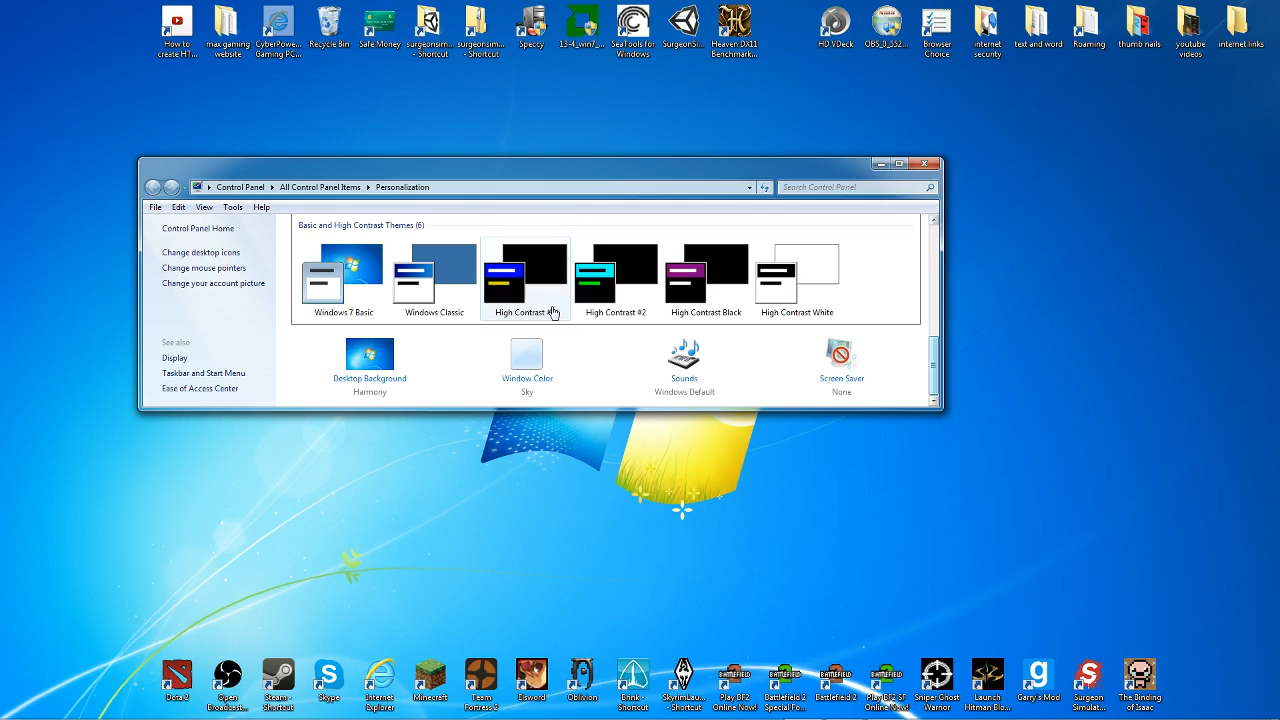 How to
create HT...
max gaming
website
CyberPowe...
Gaming PC...
Recycle Bin
Safe Money
surgeonsim...
- Shortcut
surgeonsim...
- Shortcut
Speccy
13-4_win7_...
SeaTools for
Windows
SurgeonSi...
Heaven DX11
Benchmark...
HD VDeck
OBS_0_552...
Browser
Choice
internet
security
text and word
Roaming
thumb nails
youtube
videos
internet links
Control Panel
All Control Panel Items
Personalization
Search Control Panel
File
Edit
View
Tools
Help
Control Panel Home
Change desktop icons
Change mouse pointers
Change your account picture
See also
Display
Taskbar and Start Menu
Ease of Access Center
Basic and High Contrast Themes (6)
Windows 7 Basic
Windows Classic
High Contrast
High Contrast #2
High Contrast Black
High Contrast White
Desktop Background
Harmony
Window Color
Sky
Sounds
Windows Default
Screen Saver
None
Dota 2
Open
Broadcast...
Steam -
Shortcut
Skype
Internet
Explorer
Minecraft
Team
Fortress 2
Elsword
Oblivion
Brink -
Shortcut
SkyrimLau...
- Shortcut
BATTLEFIELD
Play BF2
Online Now!
BATTLEFIELD
Battlefield 2
Special Fo...
BATTLEFIELD
Battlefield 2
BATTLEFIELD
Play BF2 SF
Online Now!
Sniper Ghost
Warrior
Launch
Hitman Blo...
g
Garry's Mod
Surgeon
Simulat...
The Binding
of Isaac